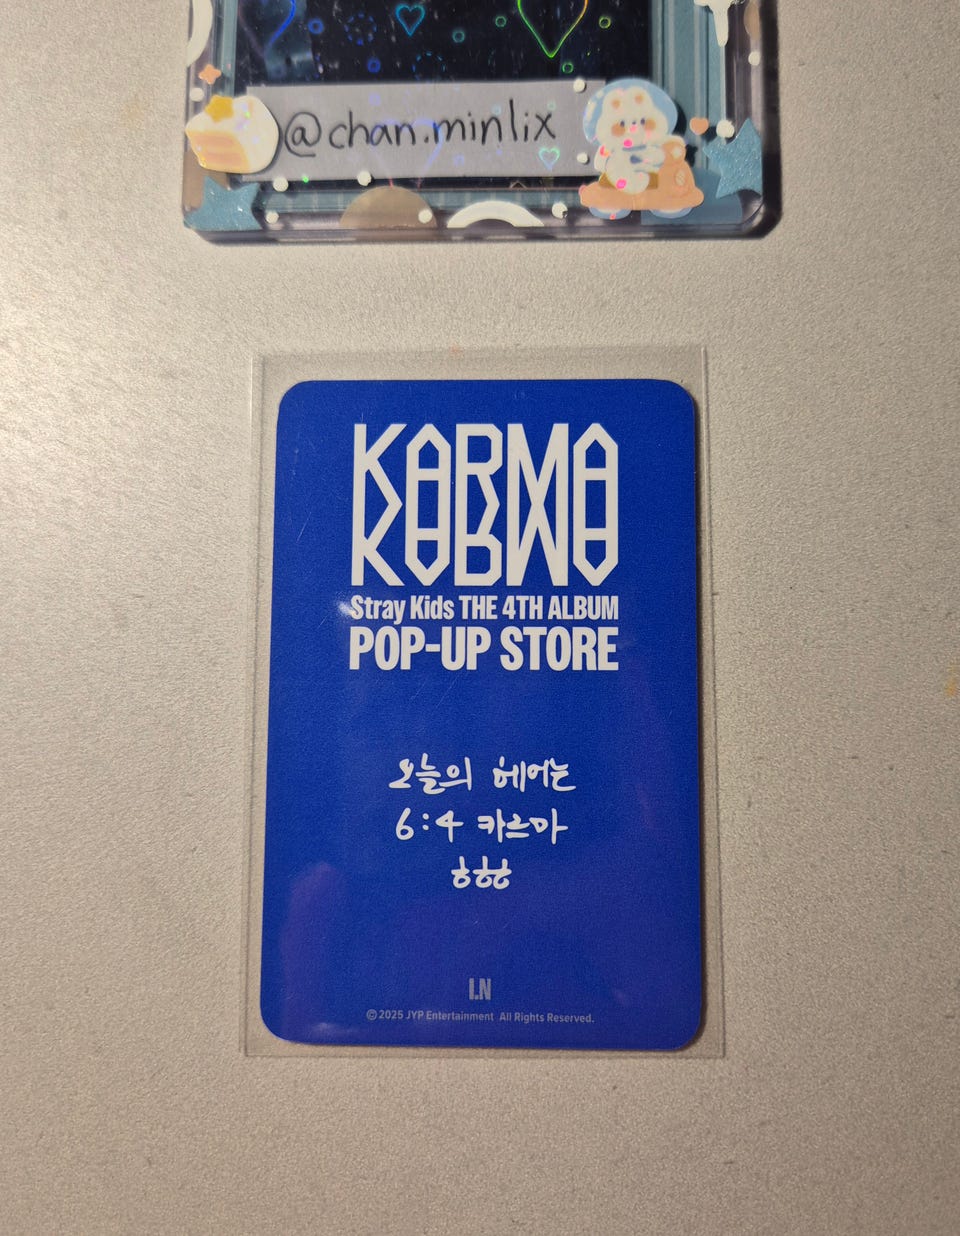 @chan.minlix
KARMA
Stray Kids THE 4TH ALBUM
POP-UP STORE
오늘의 헤어는
6:4 카르마
ㅎㅎㅎ
I.N
©2025 JYP Entertainment All Rights Reserved.